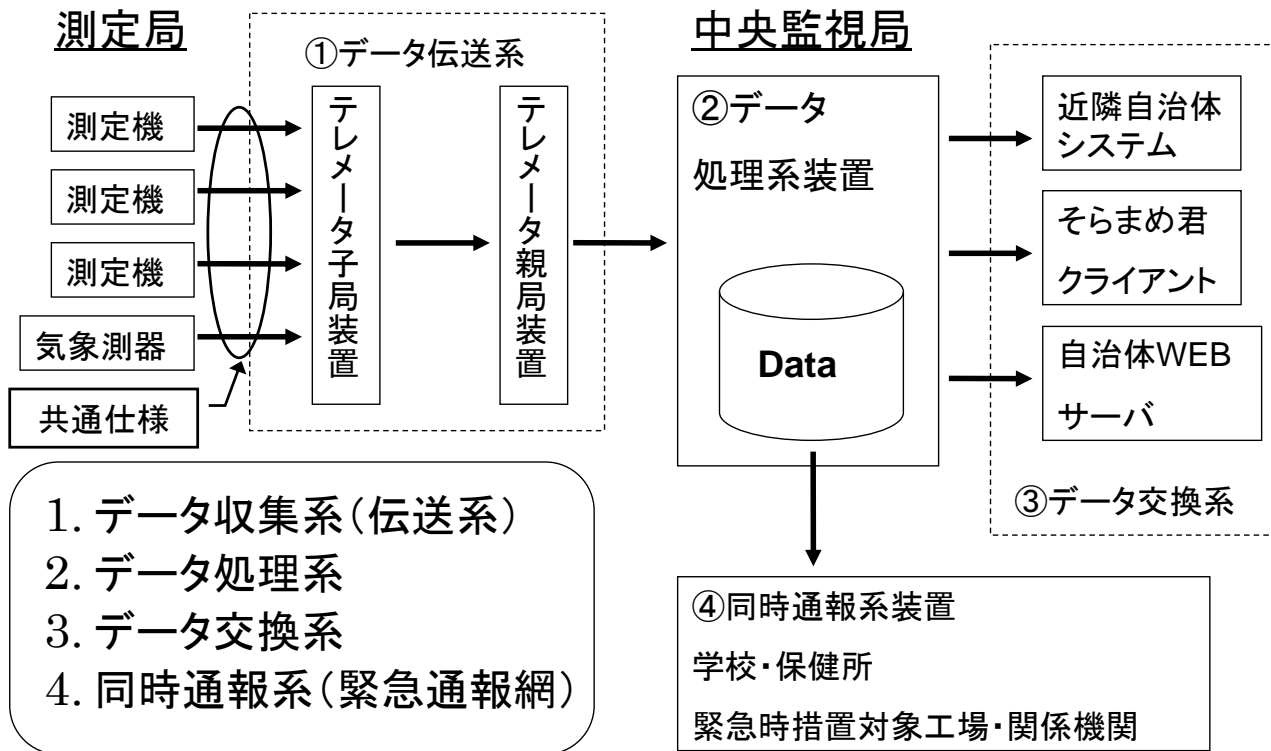 測定局
中央監視局
①データ伝送系
測定機
測定機
測定機
気象測器
共通仕様
テレメータ子局装置
テレメータ親局装置
②データ
処理系装置
Data
近隣自治体
システム
そらまめ君
クライアント
自治体WEB
サーバ
③データ交換系
1. データ収集系(伝送系)
2. データ処理系
3. データ交換系
4. 同時通報系(緊急通報網)
④同時通報系装置
学校・保健所
緊急時措置対象工場・関係機関